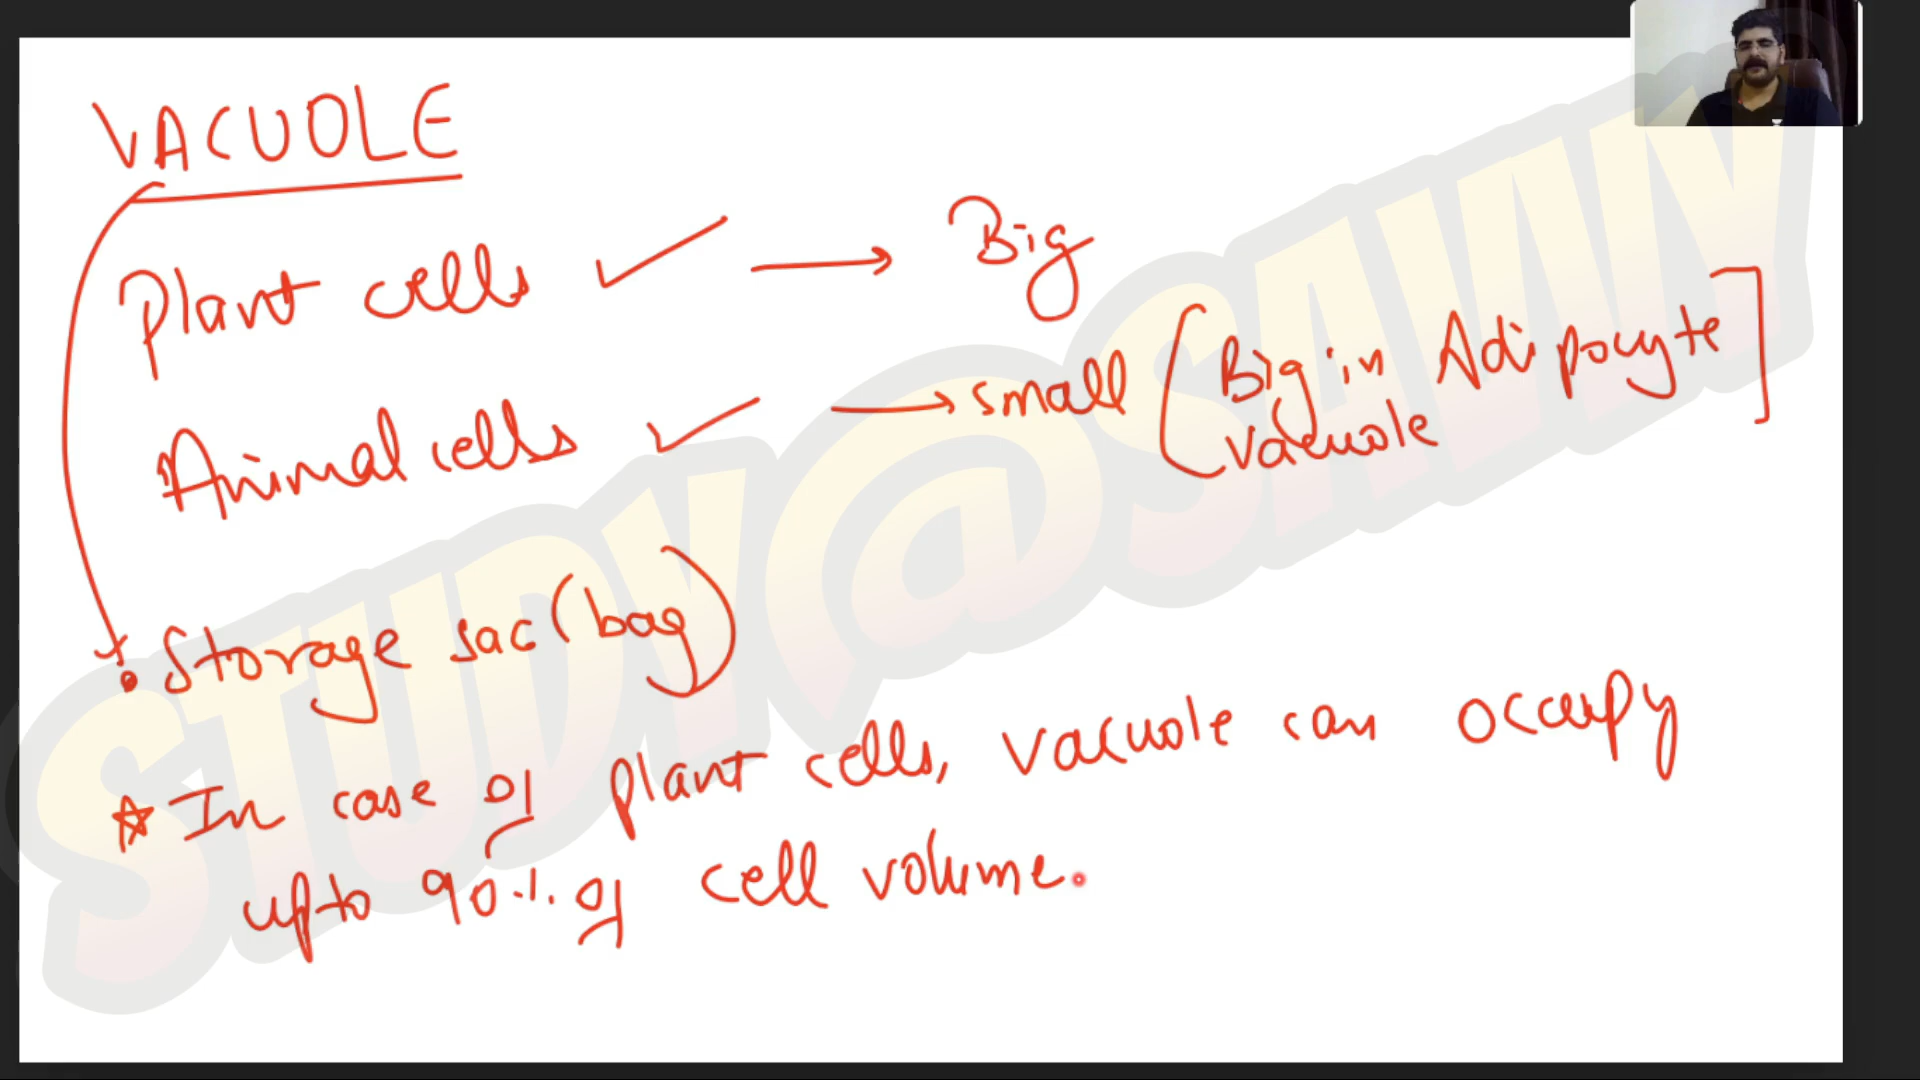 VACUOLE
Plant cells ✓ → Big
Animal cells ✓ → small [Big in Adipocyte]
Vacuole
• Storage sac (bag)
☆ In case of plant cells, vacuole can occupy
upto 90% of cell volume.
STUDY@SAVVY